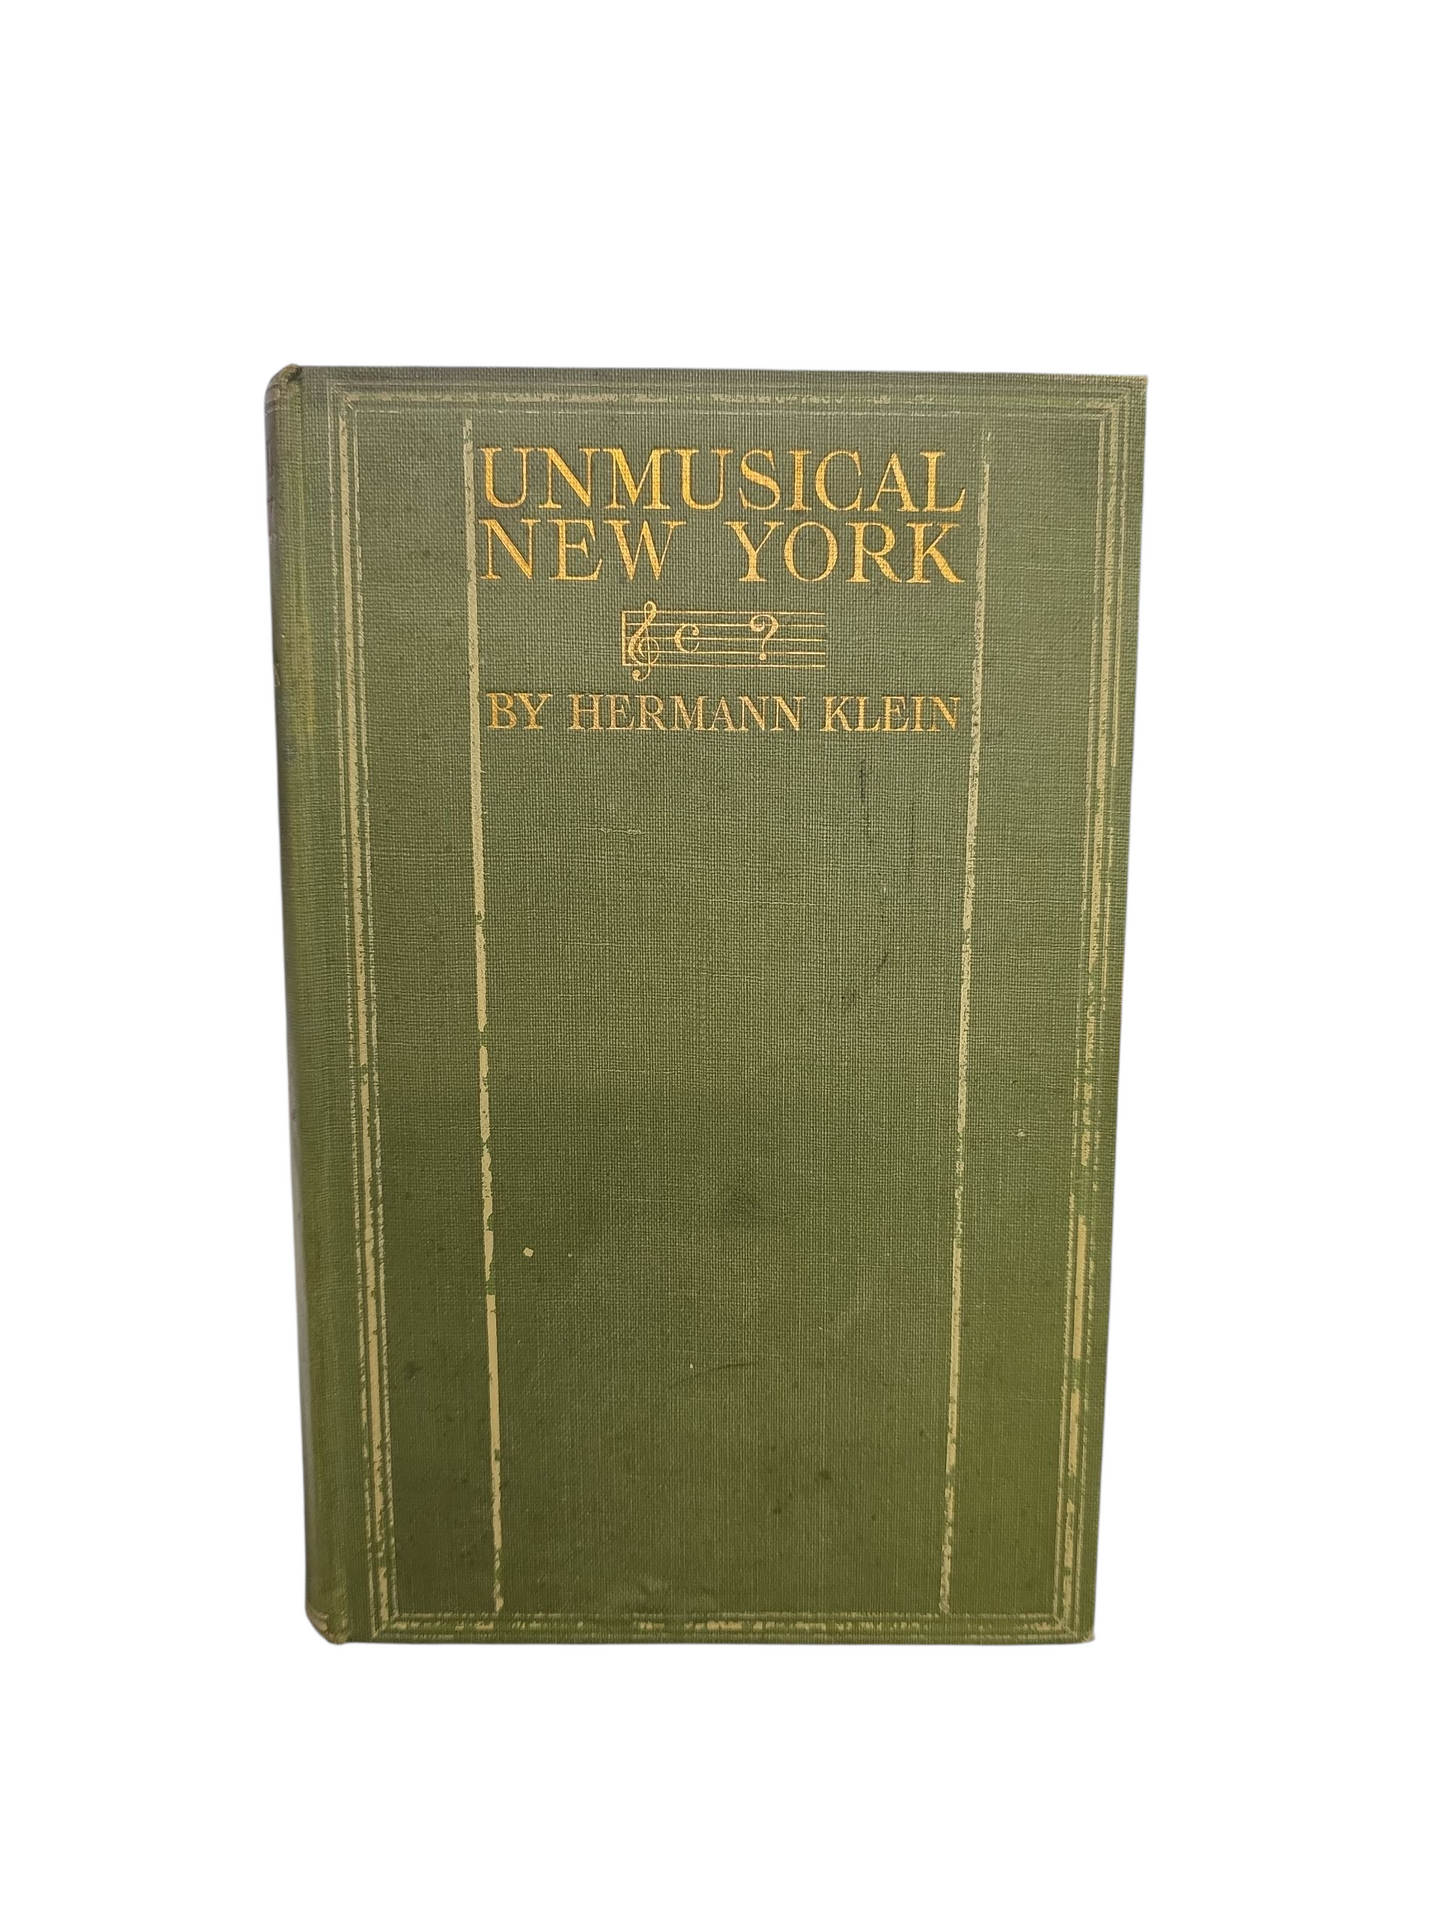 UNMUSICAL
NEW YORK
C ?
BY HERMANN KLEIN